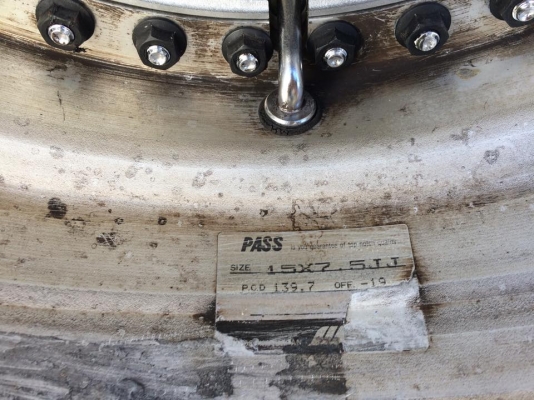 PASS
SIZE 15X7.5JJ
P.C.D 139.7 OFF. -19